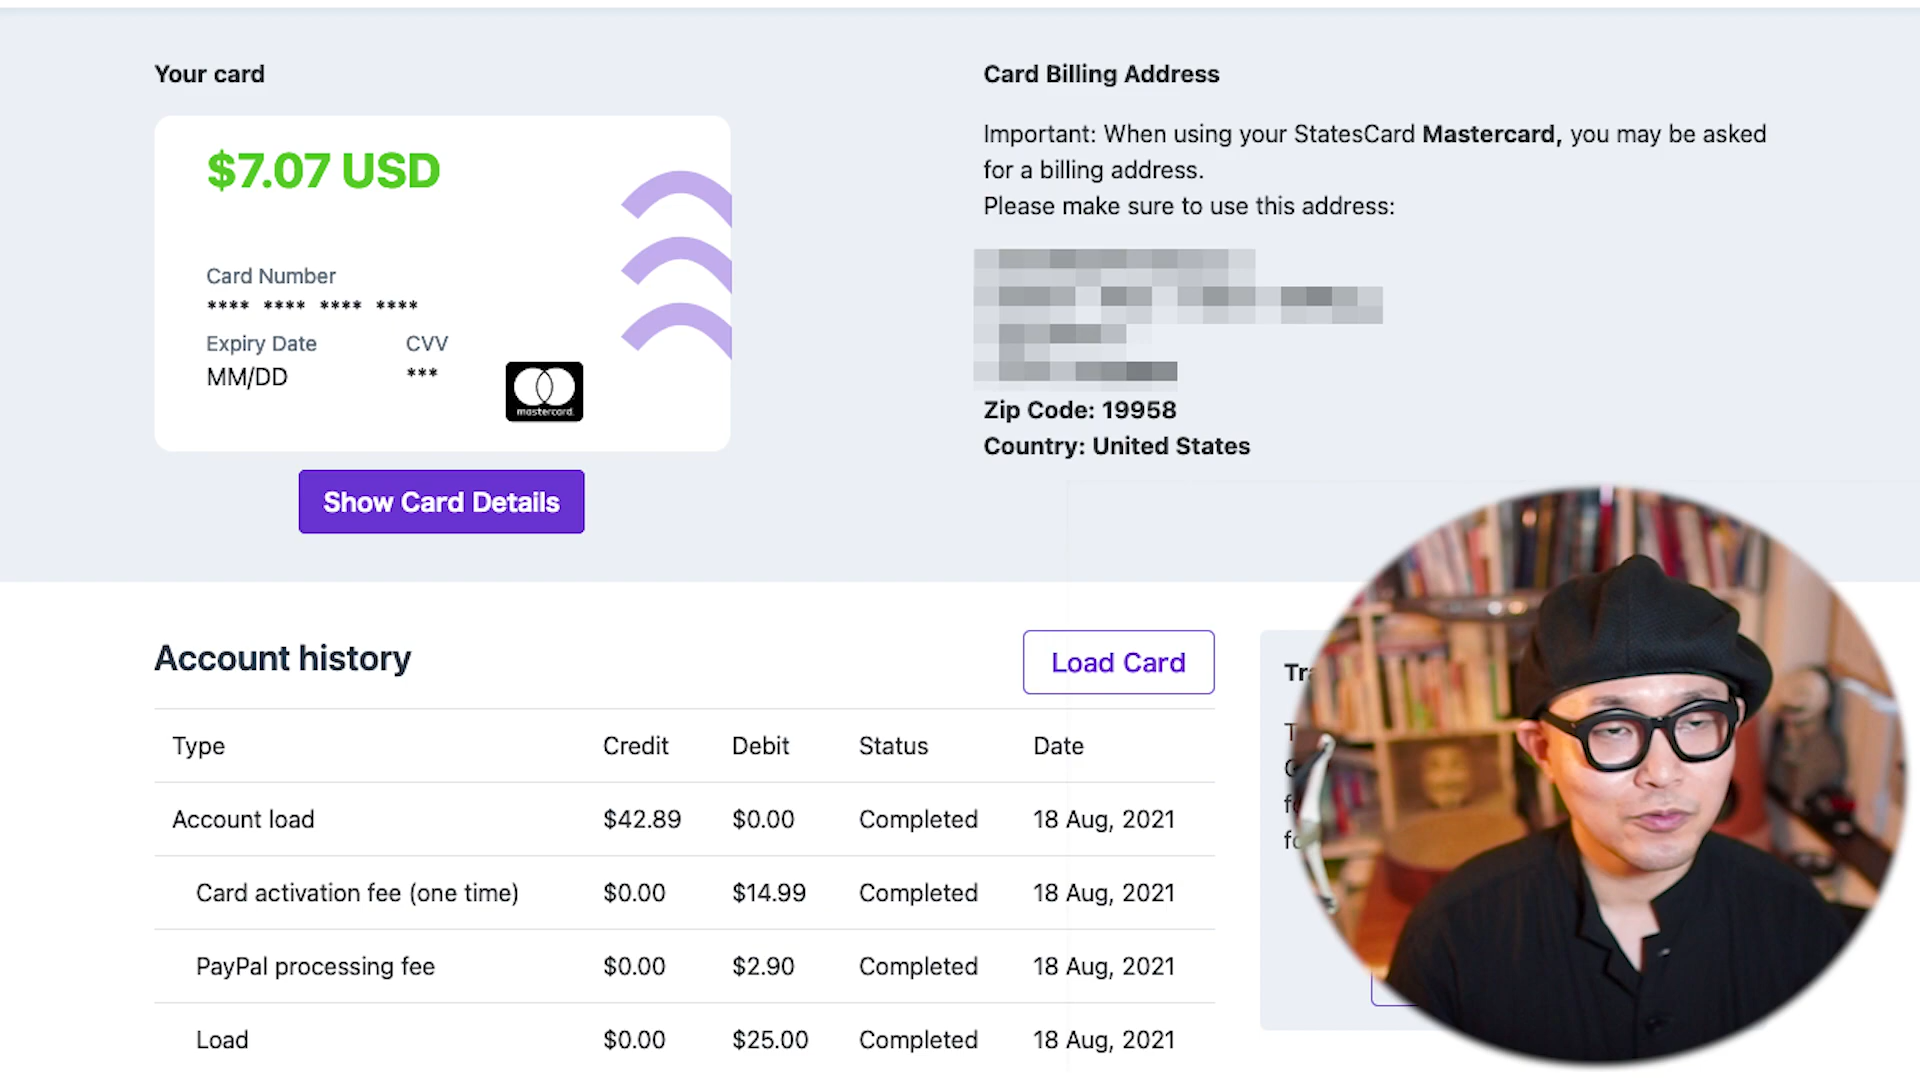 Your card
$7.07 USD
Card Number
**** **** **** ****
Expiry Date CVV
MM/DD ***
mastercard.
Show Card Details
Card Billing Address
Important: When using your StatesCard Mastercard, you may be asked
for a billing address.
Please make sure to use this address:
Zip Code: 19958
Country: United States
Account history
Load Card
Type Credit Debit Status Date
Account load $42.89 $0.00 Completed 18 Aug, 2021
Card activation fee (one time) $0.00 $14.99 Completed 18 Aug, 2021
PayPal processing fee $0.00 $2.90 Completed 18 Aug, 2021
Load $0.00 $25.00 Completed 18 Aug, 2021